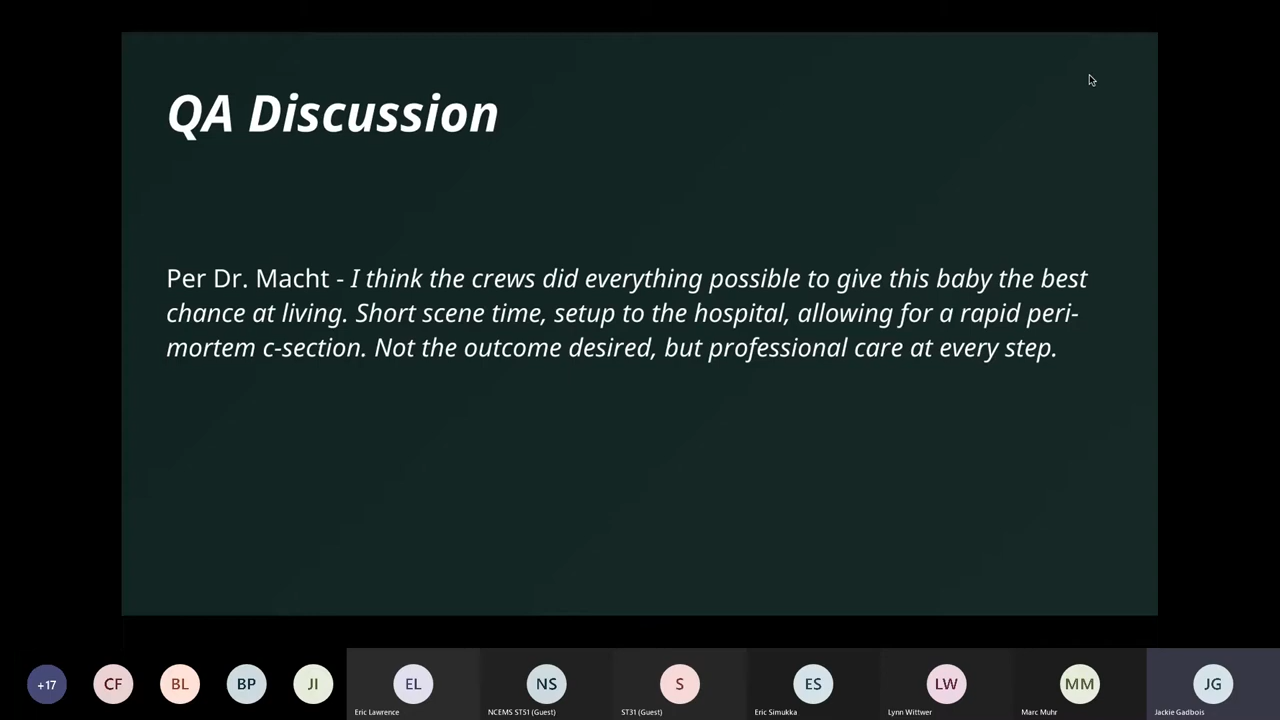 QA Discussion
Per Dr. Macht - I think the crews did everything possible to give this baby the best
chance at living. Short scene time, setup to the hospital, allowing for a rapid peri-
mortem c-section. Not the outcome desired, but professional care at every step.
+17
CF
BL
BP
JI
EL
NS
S
ES
LW
MM
JG
Eric Lawrence
NCEMS ST51 (Guest)
ST31 (Guest)
Eric Simukka
Lynn Wittwer
Marc Muhr
Jackie Gadbois